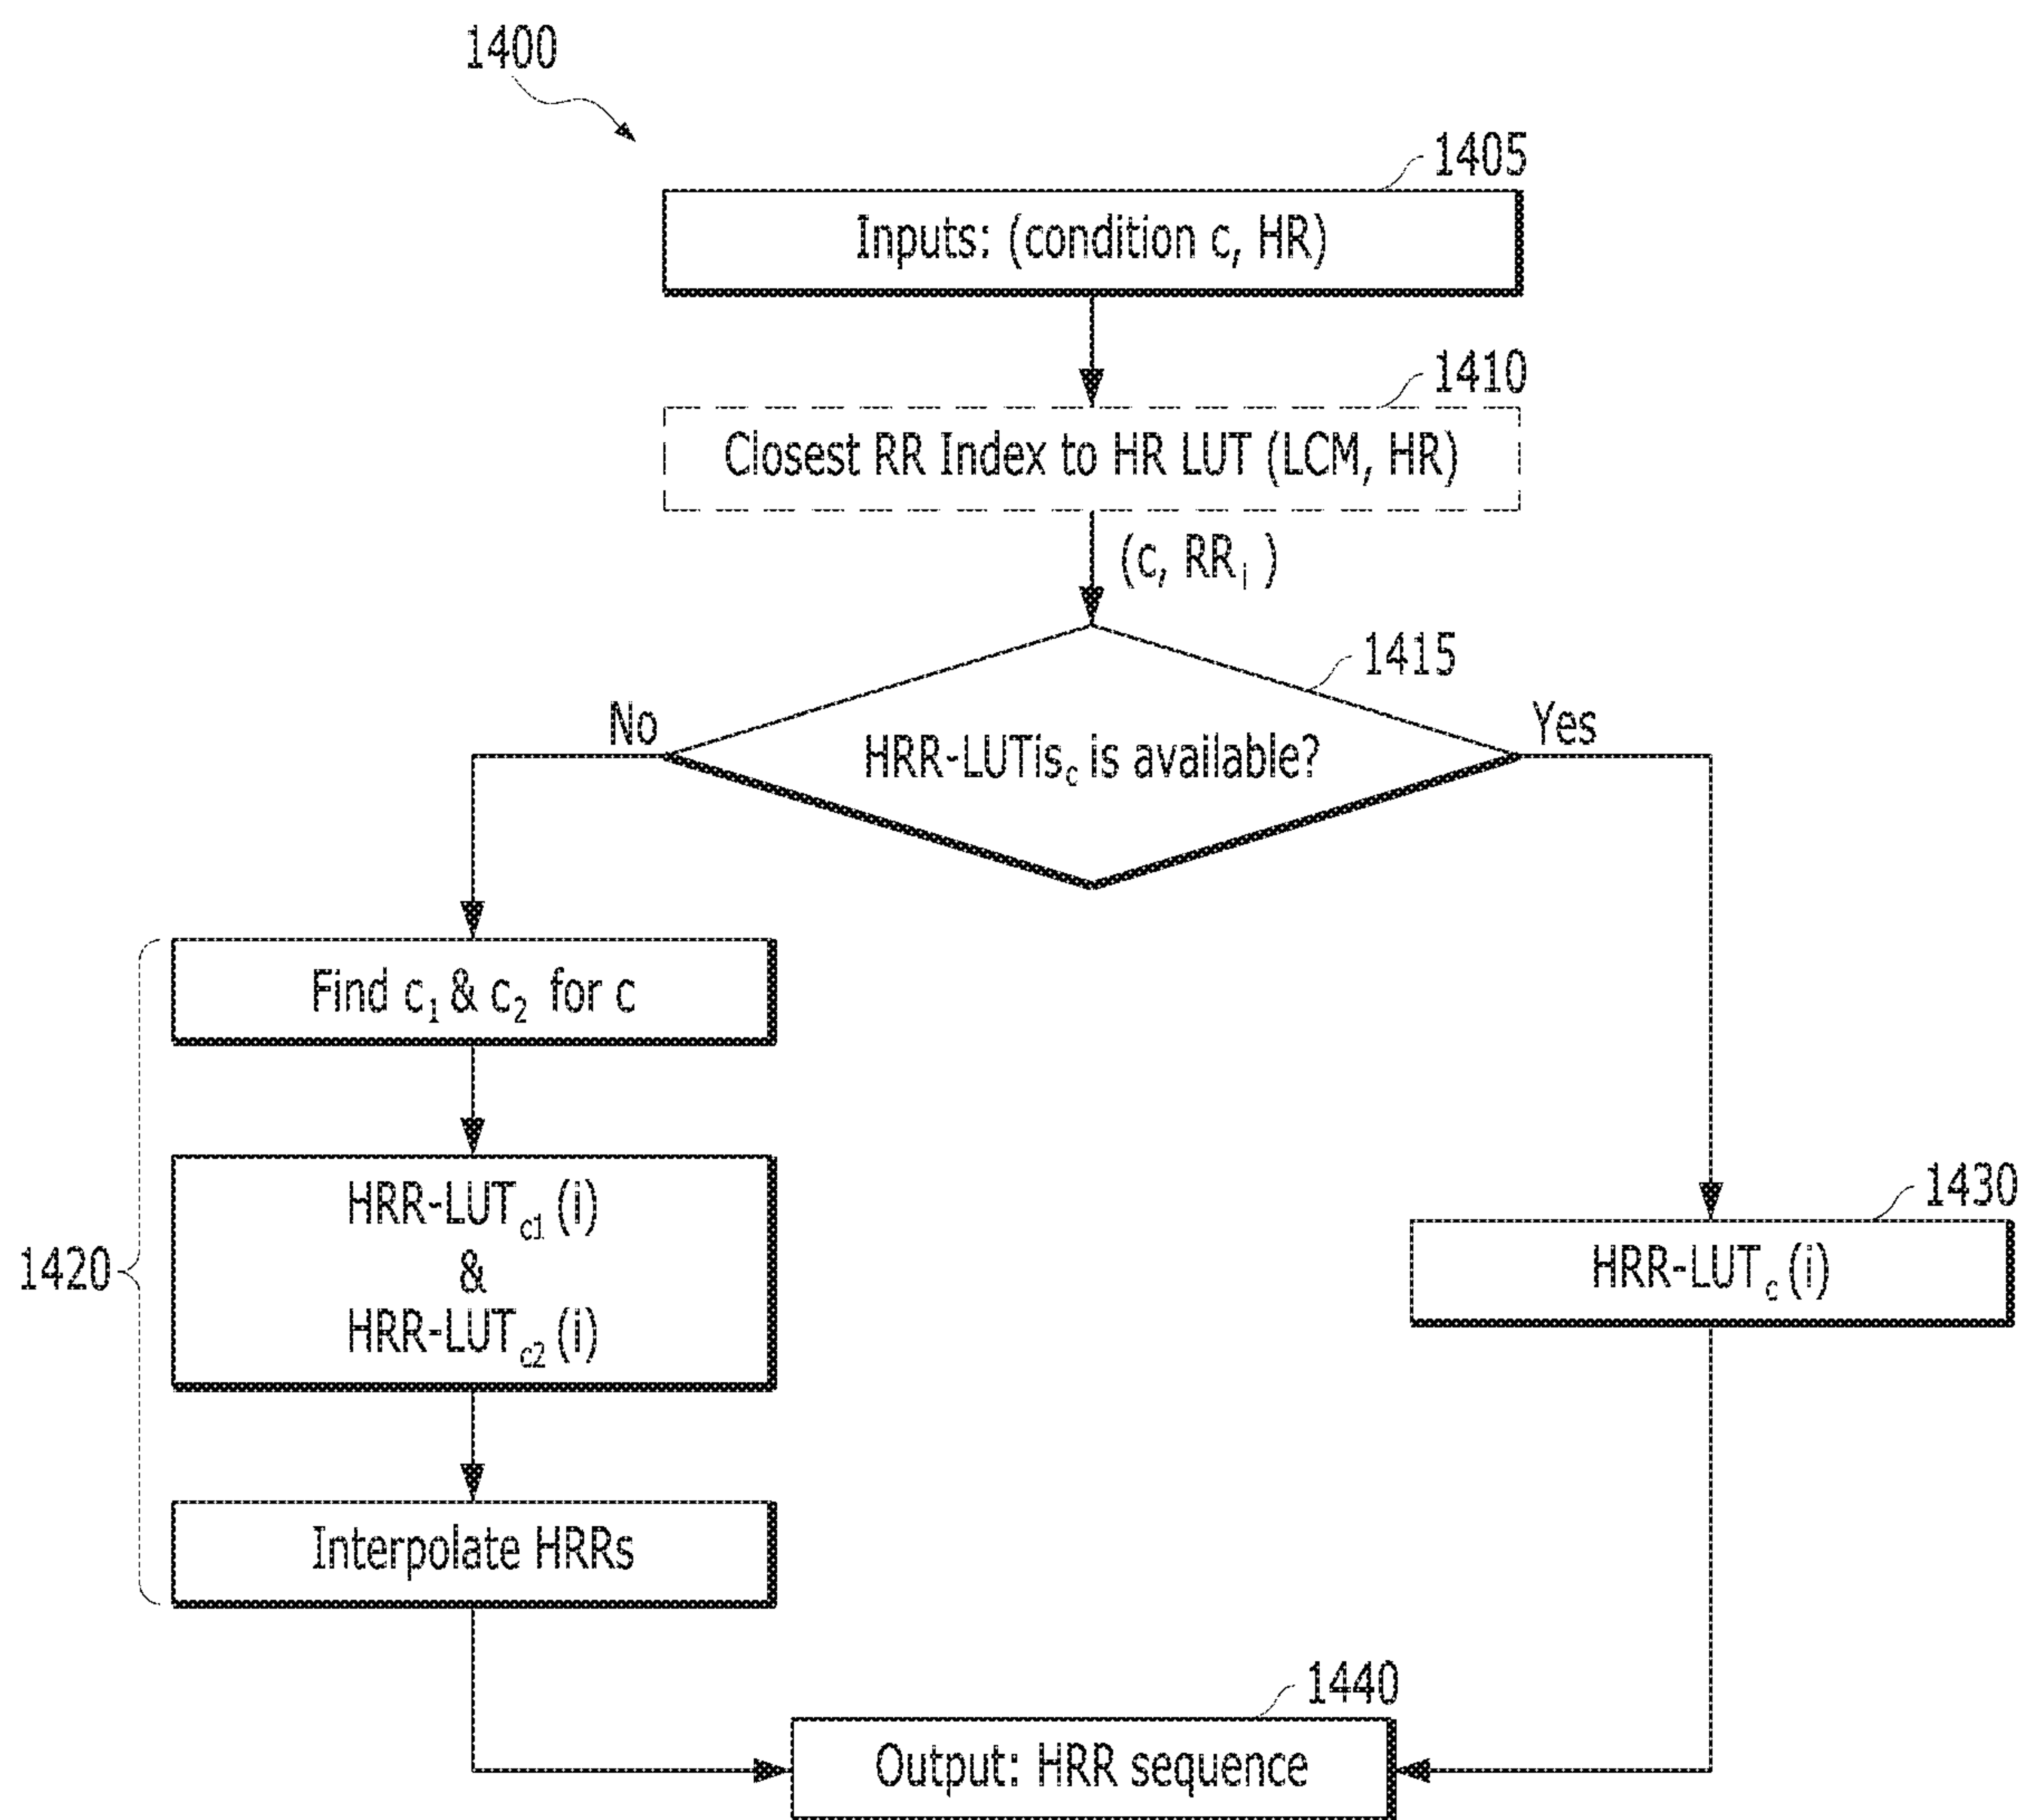 1400
1405
Inputs: (condition c, HR)
1410
Closest RR Index to HR LUT (LCM, HR)
(c, RRi )
1415
No
Yes
HRR-LUTisc is available?
Find c1 & c2 for c
HRR-LUTc1 (i)
&
HRR-LUTc2 (i)
1420
1430
HRR-LUTc (i)
Interpolate HRRs
1440
Output: HRR sequence